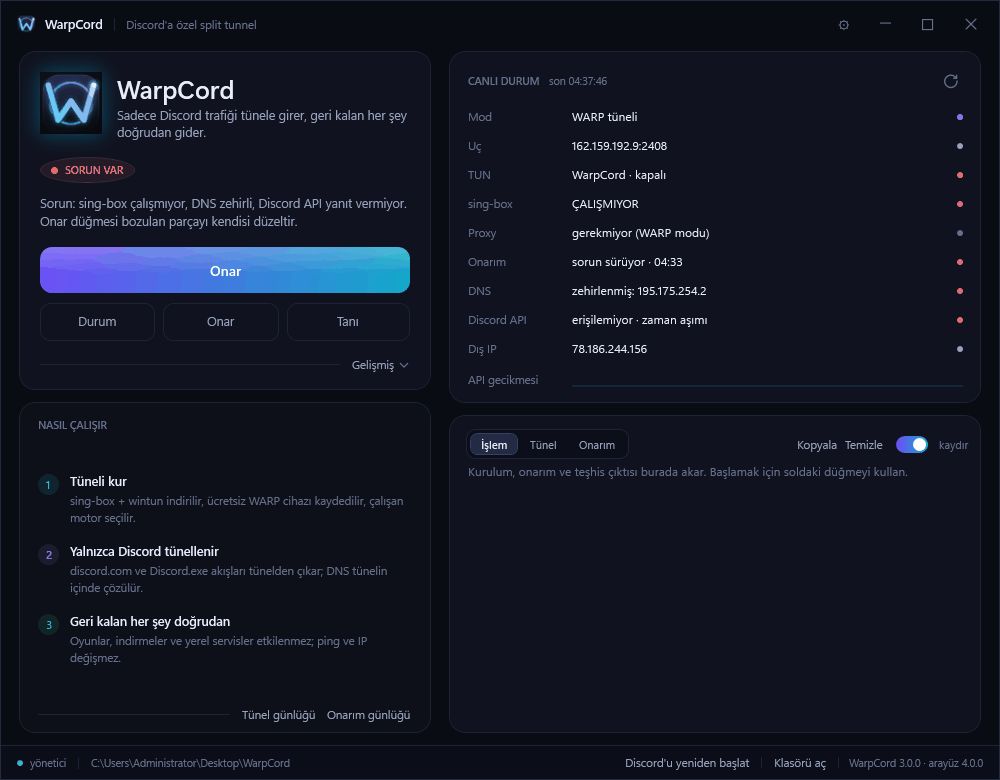 WarpCord
Discord'a özel split tunnel
WarpCord
Sadece Discord trafiği tünele girer, geri kalan her şey
doğrudan gider.
SORUN VAR
Sorun: sing-box çalışmıyor, DNS zehirli, Discord API yanıt vermiyor.
Onar düğmesi bozulan parçayı kendisi düzeltir.
Onar
Durum
Onar
Tanı
Gelişmiş
NASIL ÇALIŞIR
1
Tüneli kur
sing-box + wintun indirilir, ücretsiz WARP cihazı kaydedilir, çalışan
motor seçilir.
2
Yalnızca Discord tünellenir
discord.com ve Discord.exe akışları tünelden çıkar; DNS tünelin
içinde çözülür.
3
Geri kalan her şey doğrudan
Oyunlar, indirmeler ve yerel servisler etkilenmez; ping ve IP
değişmez.
Tünel günlüğü Onarım günlüğü
CANLI DURUM son 04:37:46
Mod WARP tüneli
Uç 162.159.192.9:2408
TUN WarpCord · kapalı
sing-box ÇALIŞMIYOR
Proxy gerekmiyor (WARP modu)
Onarım sorun sürüyor · 04:33
DNS zehirlenmiş: 195.175.254.2
Discord API erişilemiyor · zaman aşımı
Dış IP 78.186.244.156
API gecikmesi
İşlem Tünel Onarım Kopyala Temizle kaydır
Kurulum, onarım ve teşhis çıktısı burada akar. Başlamak için soldaki düğmeyi kullan.
yönetici C:\Users\Administrator\Desktop\WarpCord Discord'u yeniden başlat Klasörü aç WarpCord 3.0.0 · arayüz 4.0.0